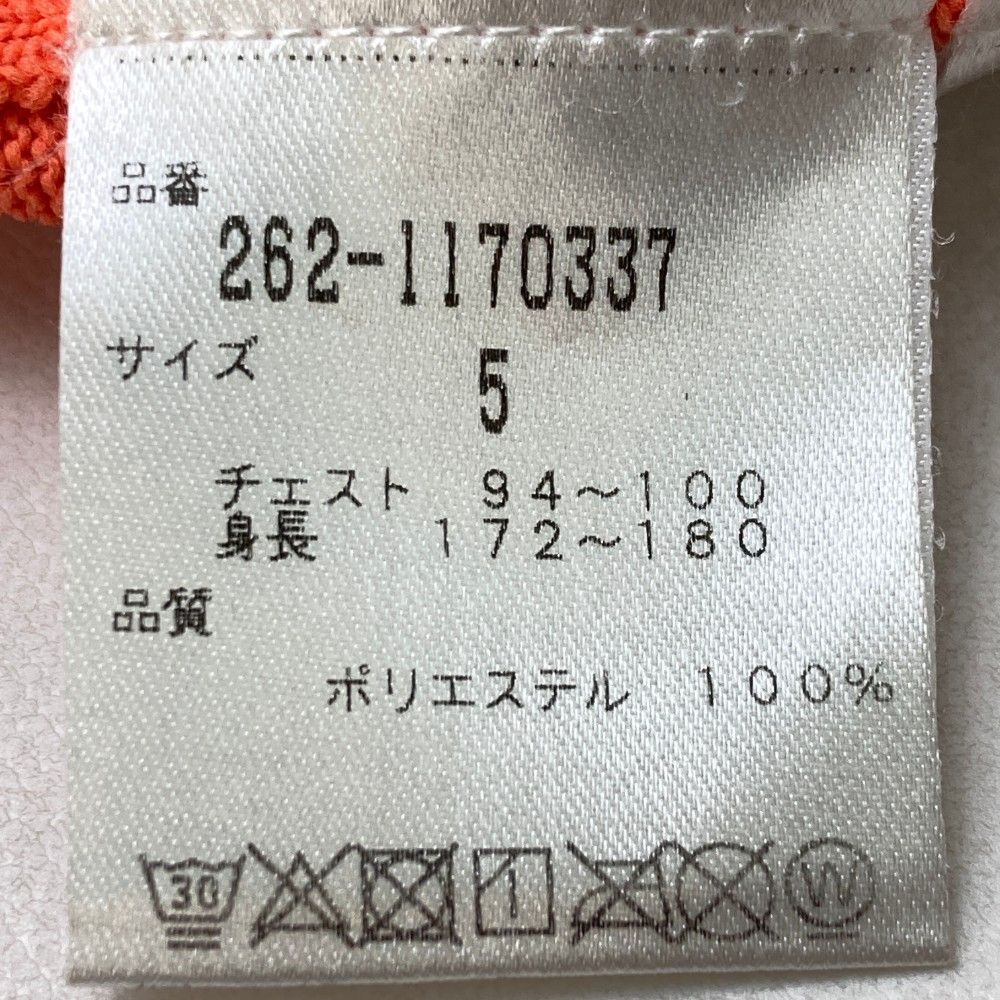 品番
262-1170337
サイズ 5
チェスト 94～100
身長 172～180
品質
ポリエステル 100%
30 W